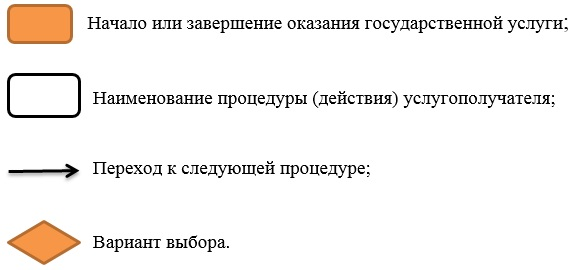 Начало или завершение оказания государственной услуги;
Наименование процедуры (действия) услугополучателя;
Переход к следующей процедуре;
Вариант выбора.